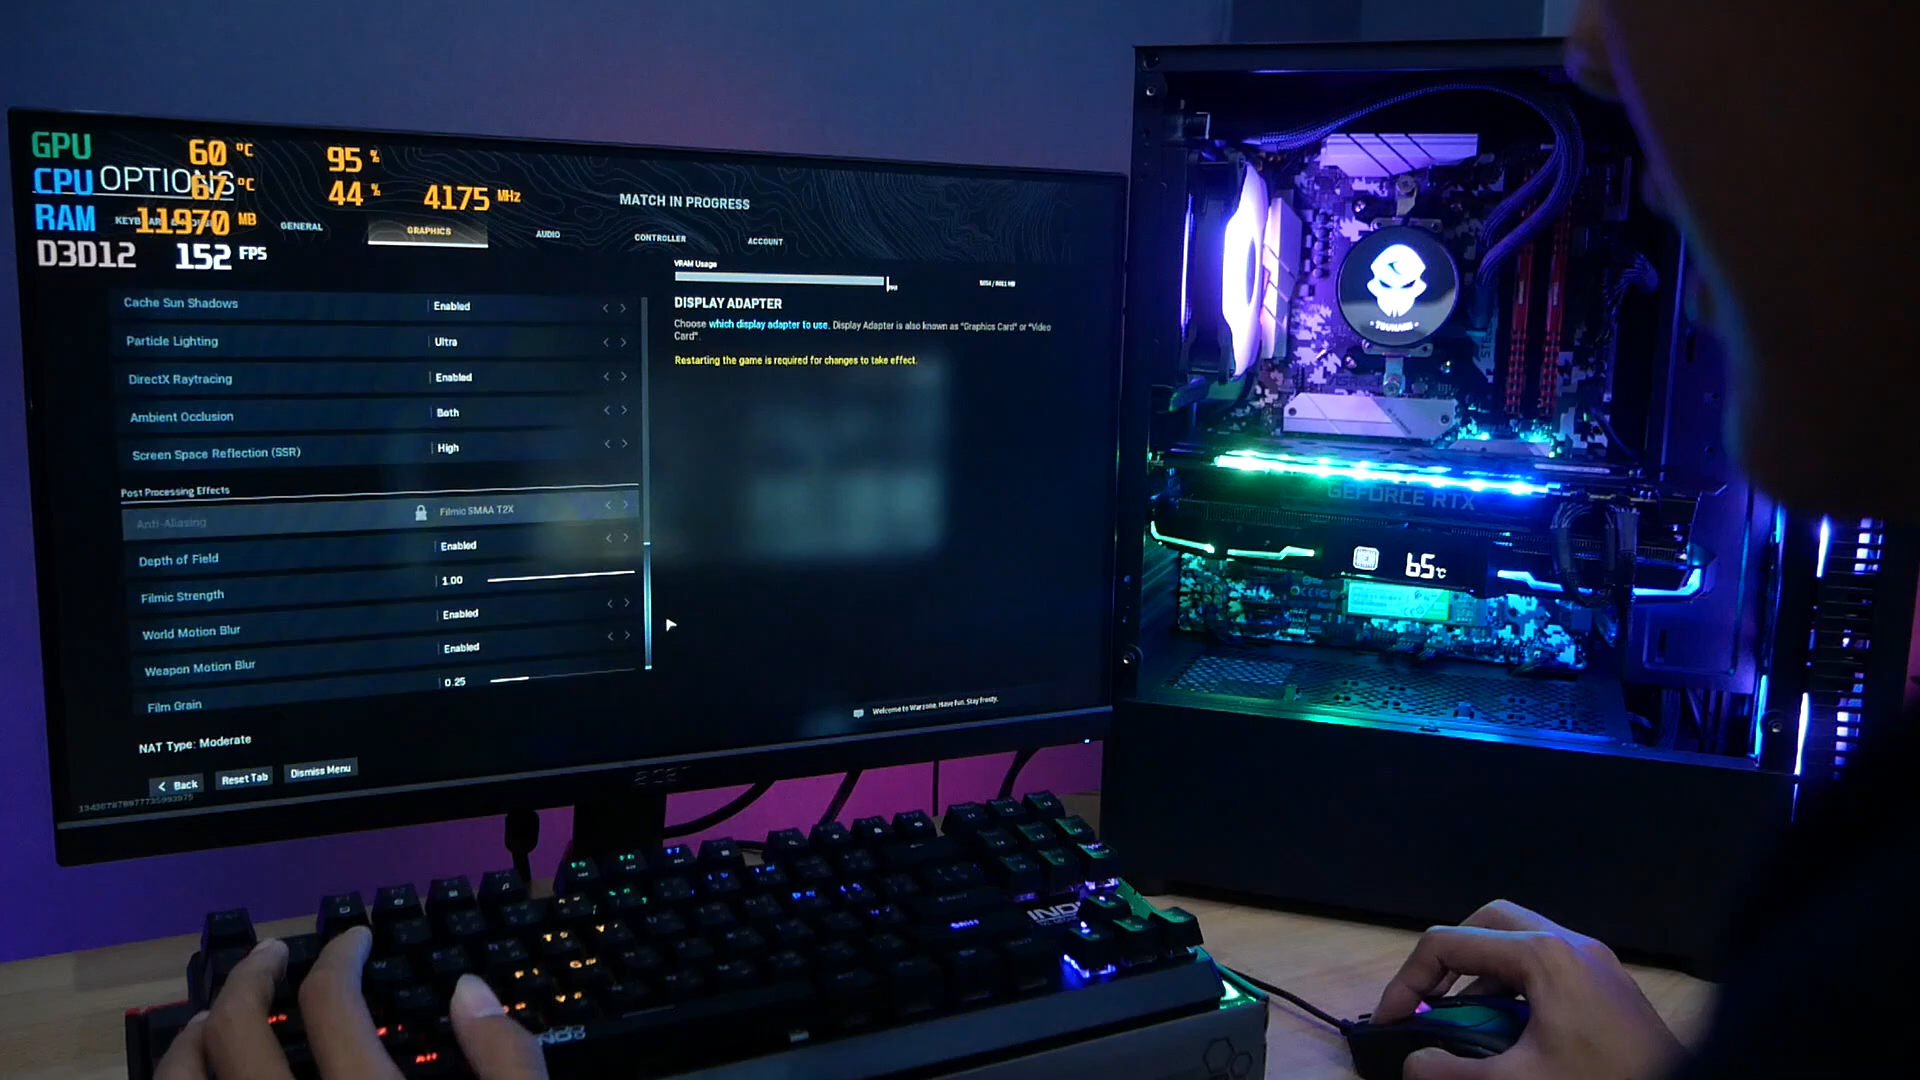 GPU 60 °C 95 %
CPU 67 °C 44 % 4175 MHz
OPTIONS
RAM 11970 MB
D3D12 152 FPS
MATCH IN PROGRESS
GENERAL
GRAPHICS
AUDIO
CONTROLLER
ACCOUNT
Cache Sun Shadows Enabled
Particle Lighting Ultra
DirectX Raytracing Enabled
Ambient Occlusion Both
Screen Space Reflection (SSR) High
Post Processing Effects
Anti-Aliasing Filmic SMAA T2X
Depth of Field Enabled
Filmic Strength 1.00
World Motion Blur Enabled
Weapon Motion Blur Enabled
Film Grain 0.25
NAT Type: Moderate
Back
Reset Tab
Dismiss Menu
VRAM Usage
DISPLAY ADAPTER
Choose which display adapter to use. Display Adapter is also known as "Graphics Card" or "Video
Card".
Restarting the game is required for changes to take effect.
Welcome to Warzone. Have fun. Stay frosty.
acer
TSUNAMI
GEFORCE RTX
65°C